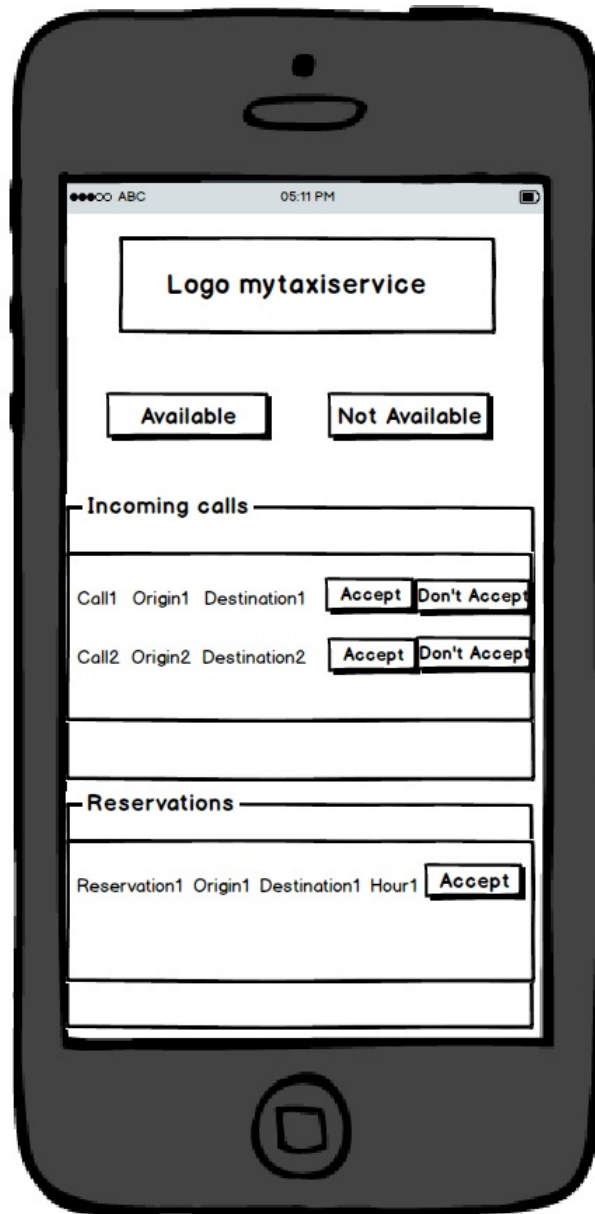 ABC 05:11 PM
Logo mytaxiservice
Available Not Available
Incoming calls
Call1 Origin1 Destination1 Accept Don't Accept
Call2 Origin2 Destination2 Accept Don't Accept
Reservations
Reservation1 Origin1 Destination1 Hour1 Accept